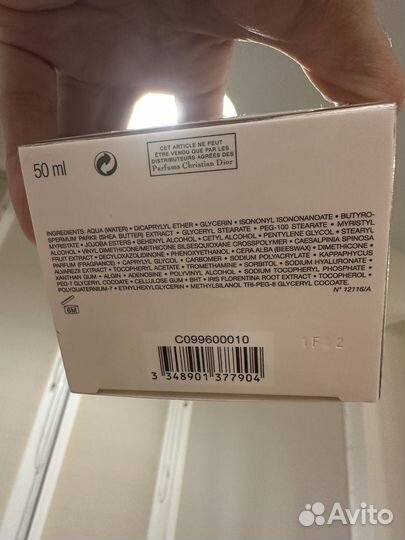 50 ml
CET ARTICLE NE PEUT
ÊTRE VENDU QUE PAR LES
DISTRIBUTEURS AGRÉÉS DES
Parfums Christian Dior
INGREDIENTS: AQUA (WATER) • DICAPRYLYL ETHER • GLYCERIN • ISONONYL ISONONANOATE • BUTYRO-
SPERMUM PARKII (SHEA BUTTER) EXTRACT • GLYCERYL STEARATE • PEG-100 STEARATE • MYRISTYL
MYRISTATE • JOJOBA ESTERS • BEHENYL ALCOHOL • CETYL ALCOHOL • PENTYLENE GLYCOL • STEARYL
ALCOHOL • VINYL DIMETHICONE/METHICONE SILSESQUIOXANE CROSSPOLYMER • CAESALPINIA SPINOSA
FRUIT EXTRACT • DECYLOXAZOLIDINONE • PHENOXYETHANOL • CERA ALBA (BEESWAX) • DIMETHICONE •
PARFUM (FRAGRANCE) • CAPRYLYL GLYCOL • CARBOMER • SODIUM POLYACRYLATE • KAPPAPHYCUS
ALVAREZII EXTRACT • TOCOPHERYL ACETATE • TROMETHAMINE • SORBITOL • SODIUM HYALURONATE •
XANTHAN GUM • ALGIN • ADENOSINE • POLYVINYL ALCOHOL • SODIUM TOCOPHERYL PHOSPHATE •
PEG-7 GLYCERYL COCOATE • CELLULOSE GUM • BHT • IRIS FLORENTINA ROOT EXTRACT • TOCOPHEROL •
POLYQUATERNIUM-7 • ETHYLHEXYLGLYCERIN • METHYLSILANOL TRI-PEG-8 GLYCERYL COCOATE.
N° 12116/A
6M
C099600010
1F02
3 348901 377904
Avito